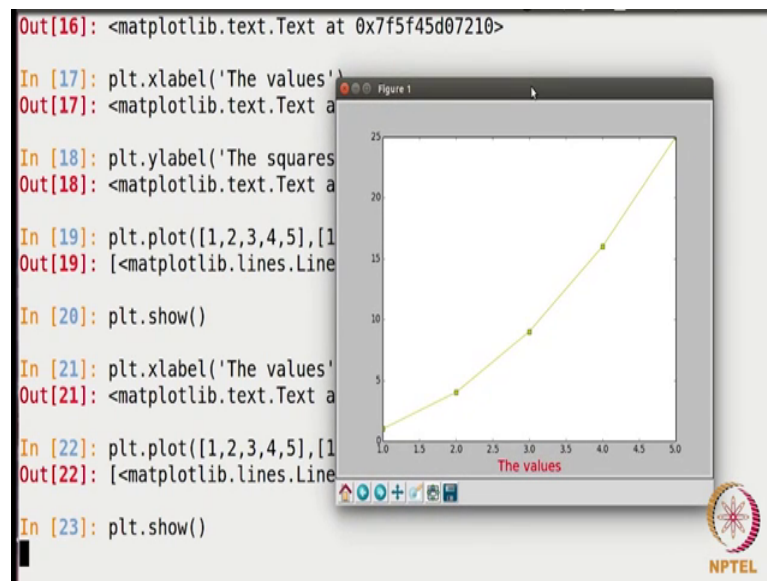 Out[16]: <matplotlib.text.Text at 0x7f5f45d07210>
In [17]: plt.xlabel('The values')
Out[17]: <matplotlib.text.Text a
In [18]: plt.ylabel('The squares
Out[18]: <matplotlib.text.Text a
In [19]: plt.plot([1,2,3,4,5],[1
Out[19]: [<matplotlib.lines.Line
In [20]: plt.show()
In [21]: plt.xlabel('The values'
Out[21]: <matplotlib.text.Text a
In [22]: plt.plot([1,2,3,4,5],[1
Out[22]: [<matplotlib.lines.Line
In [23]: plt.show()
Figure 1
25
20
15
10
5
0
1.0 1.5 2.0 2.5 3.0 3.5 4.0 4.5 5.0
The values
NPTEL